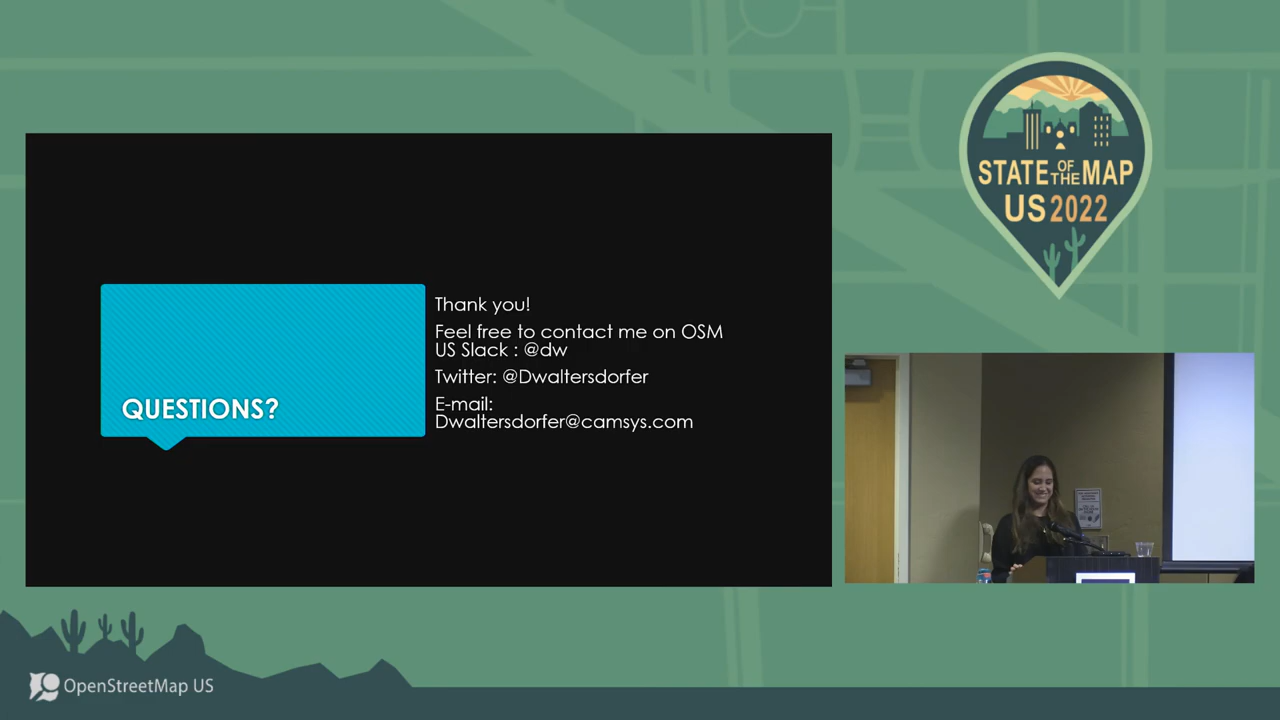 STATE OF THE MAP
US 2022
Thank you!
Feel free to contact me on OSM
US Slack : @dw
Twitter: @Dwaltersdorfer
E-mail:
Dwaltersdorfer@camsys.com
QUESTIONS?
OpenStreetMap US